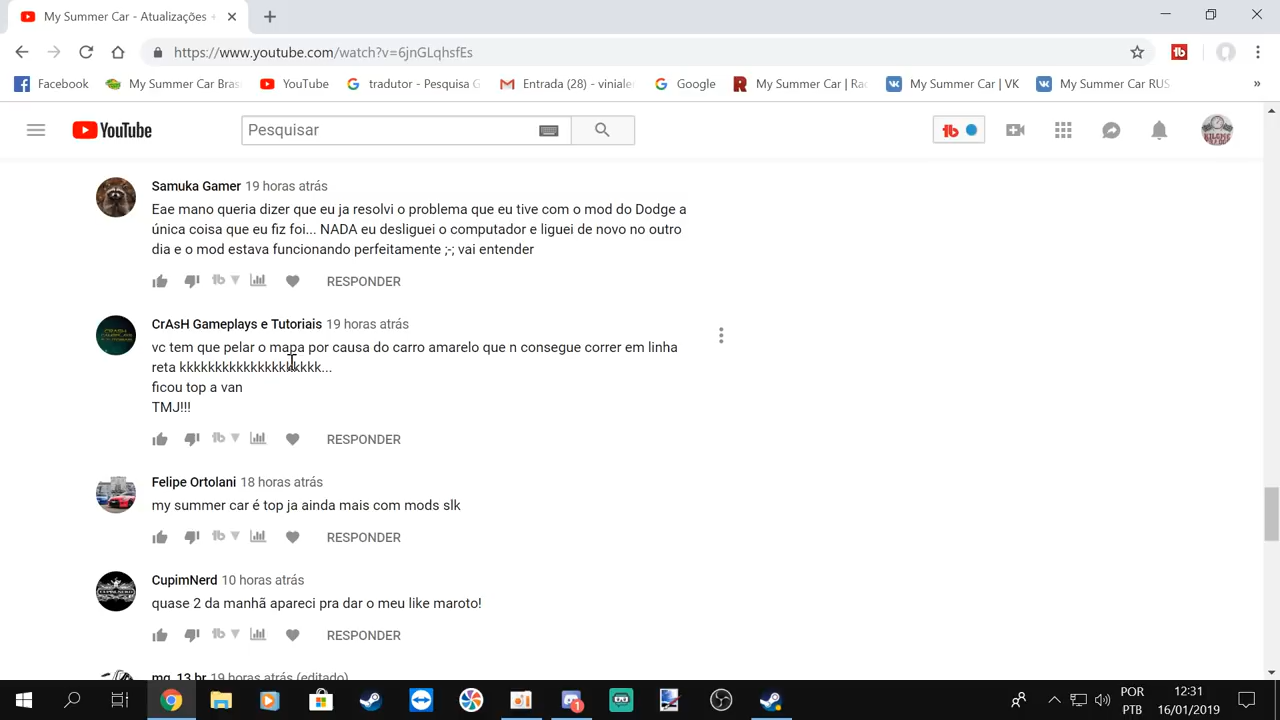 My Summer Car - Atualizações +
https://www.youtube.com/watch?v=6jnGLqhsfEs
Facebook My Summer Car Bras YouTube tradutor - Pesquisa G Entrada (28) - viniale Google My Summer Car | Rac My Summer Car | VK My Summer Car RUS »
YouTube
Pesquisar
Samuka Gamer 19 horas atrás
Eae mano queria dizer que eu ja resolvi o problema que eu tive com o mod do Dodge a
única coisa que eu fiz foi... NADA eu desliguei o computador e liguei de novo no outro
dia e o mod estava funcionando perfeitamente ;-; vai entender
RESPONDER
CrAsH Gameplays e Tutoriais 19 horas atrás
vc tem que pelar o mapa por causa do carro amarelo que n consegue correr em linha
reta kkkkkkkkkkkkkkkkkkkk...
ficou top a van
TMJ!!!
RESPONDER
Felipe Ortolani 18 horas atrás
my summer car é top ja ainda mais com mods slk
RESPONDER
CupimNerd 10 horas atrás
quase 2 da manhã apareci pra dar o meu like maroto!
RESPONDER
mg_13 br 19 horas atrás (editado)
POR 12:31
PTB 16/01/2019